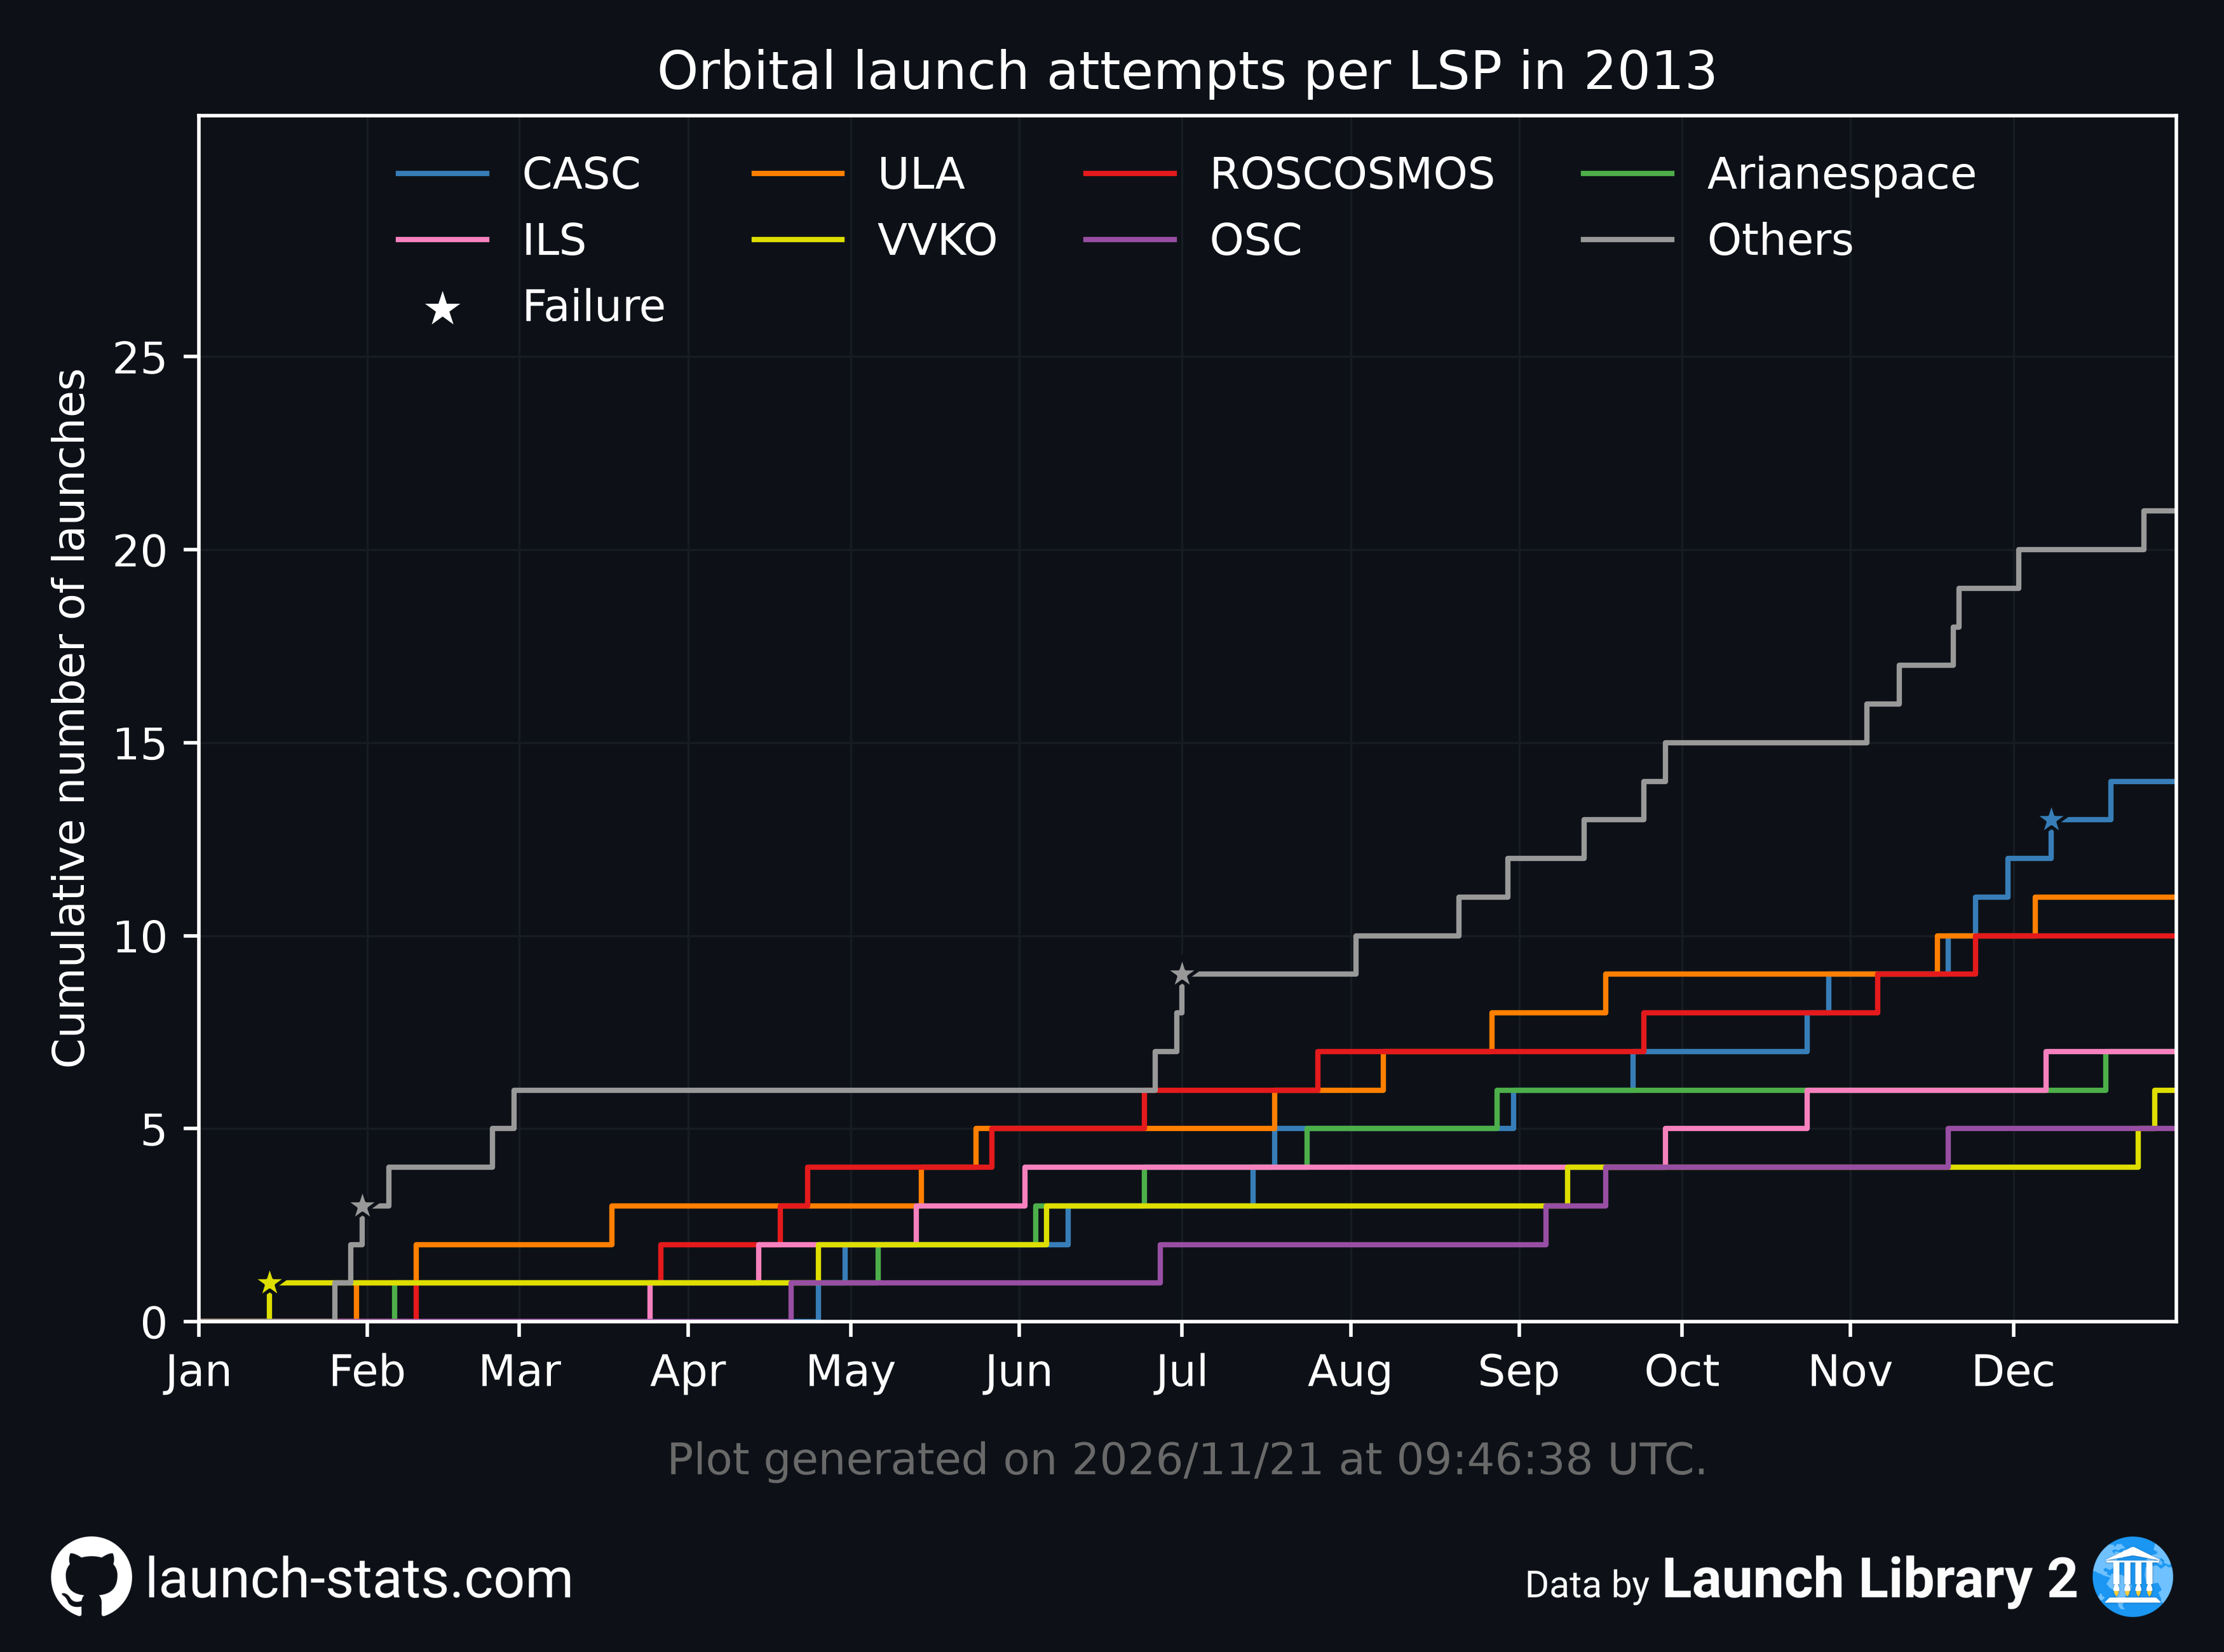 Orbital launch attempts per LSP in 2013
CASC ULA ROSCOSMOS Arianespace
ILS VVKO OSC Others
Failure
Cumulative number of launches
25
20
15
10
5
0
Jan Feb Mar Apr May Jun Jul Aug Sep Oct Nov Dec
Plot generated on 2026/11/21 at 09:46:38 UTC.
launch-stats.com
Data by Launch Library 2